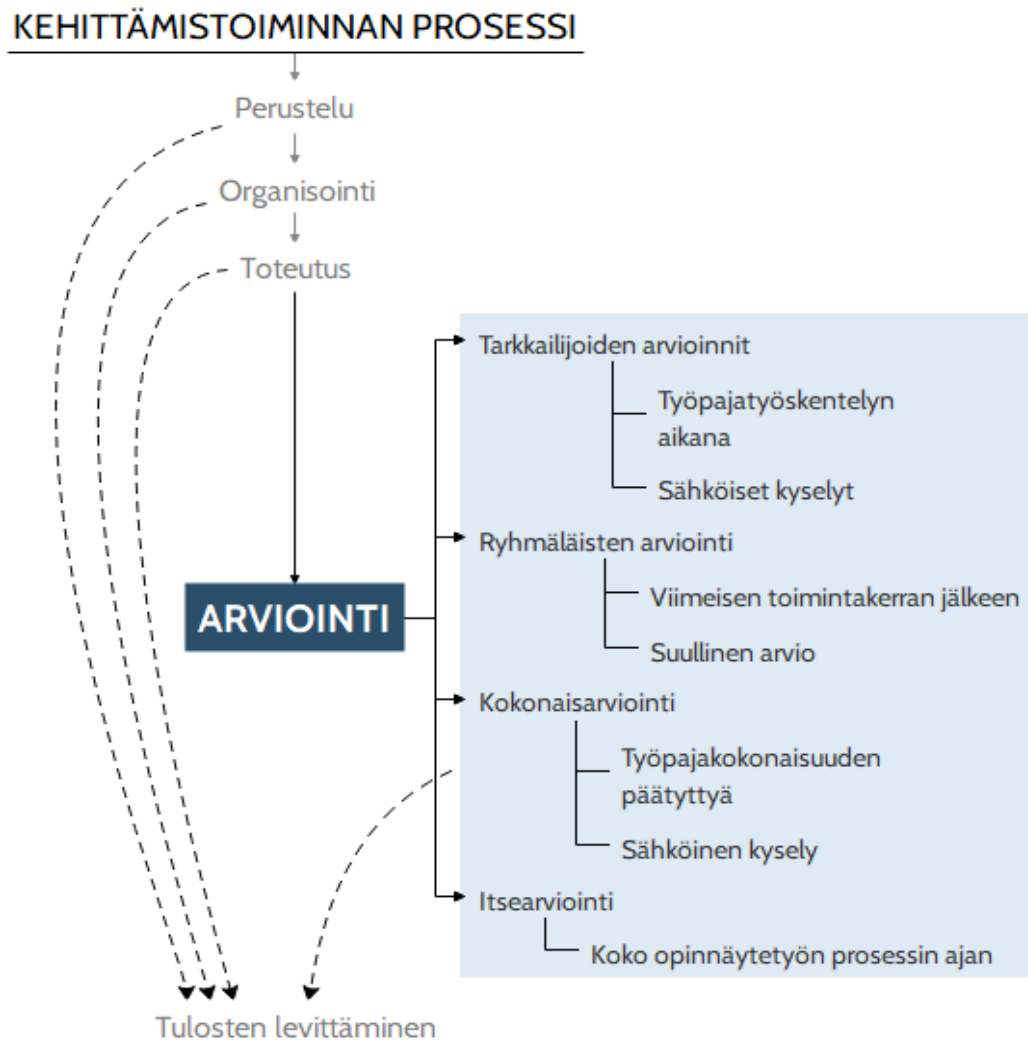 KEHITTÄMISTOIMINNAN PROSESSI
Perustelu
Organisointi
Toteutus
ARVIOINTI
Tarkkailijoiden arvioinnit
Työpajatyöskentelyn
aikana
Sähköiset kyselyt
Ryhmäläisten arviointi
Viimeisen toimintakerran jälkeen
Suullinen arvio
Kokonaisarviointi
Työpajakokonaisuuden
päätyttyä
Sähköinen kysely
Itsearviointi
Koko opinnäytetyön prosessin ajan
Tulosten levittäminen